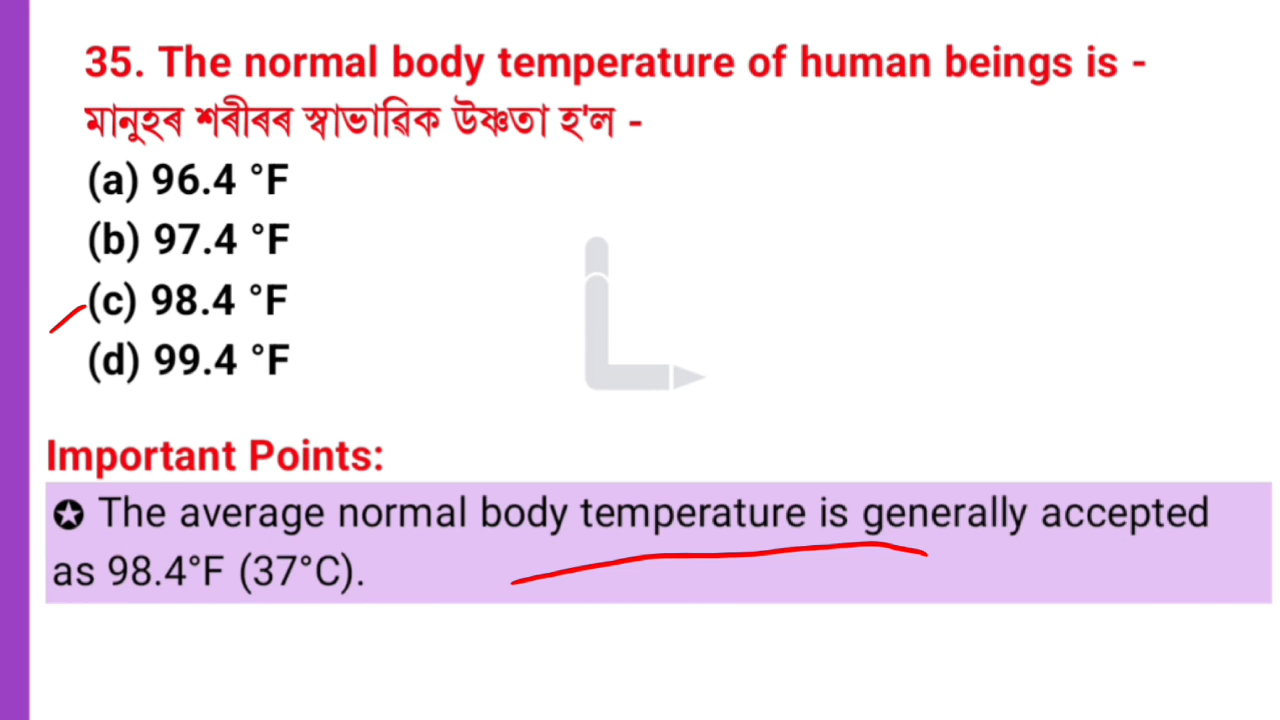 35. The normal body temperature of human beings is -
মানুহৰ শৰীৰৰ স্বাভাৱিক উষ্ণতা হ'ল -
(a) 96.4 °F
(b) 97.4 °F
(c) 98.4 °F
(d) 99.4 °F
Important Points:
✪ The average normal body temperature is generally accepted
as 98.4°F (37°C).